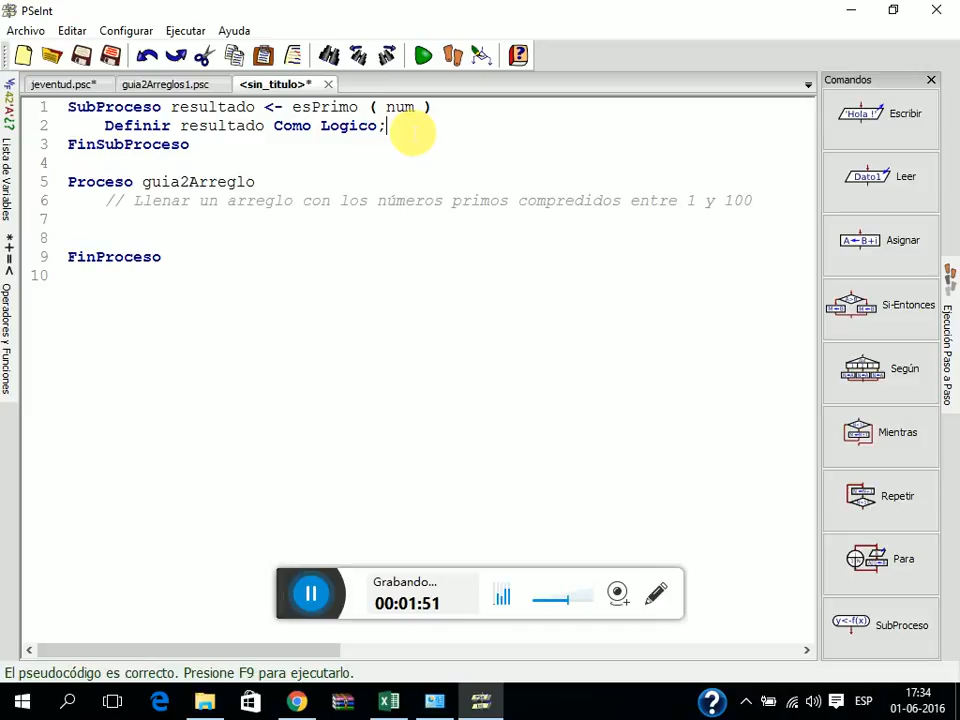 PSeInt
Archivo Editar Configurar Ejecutar Ayuda
jeventud.psc* guia2Arreglos1.psc <sin_titulo>*
Comandos
Lista de Variables
Operadores y Funciones
1 SubProceso resultado <- esPrimo ( num )
2 Definir resultado Como Logico;
3 FinSubProceso
4
5 Proceso guia2Arreglo
6 // Llenar un arreglo con los números primos compredidos entre 1 y 100
7
8
9 FinProceso
10
'Hola !' Escribir
Dato1 Leer
A←B+i Asignar
Si-Entonces
Según
Mientras
Repetir
Para
y<-f(x) SubProceso
Ejecución Paso a Paso
Grabando...
00:01:51
El pseudocódigo es correcto. Presione F9 para ejecutarlo.
ESP
17:34
01-06-2016